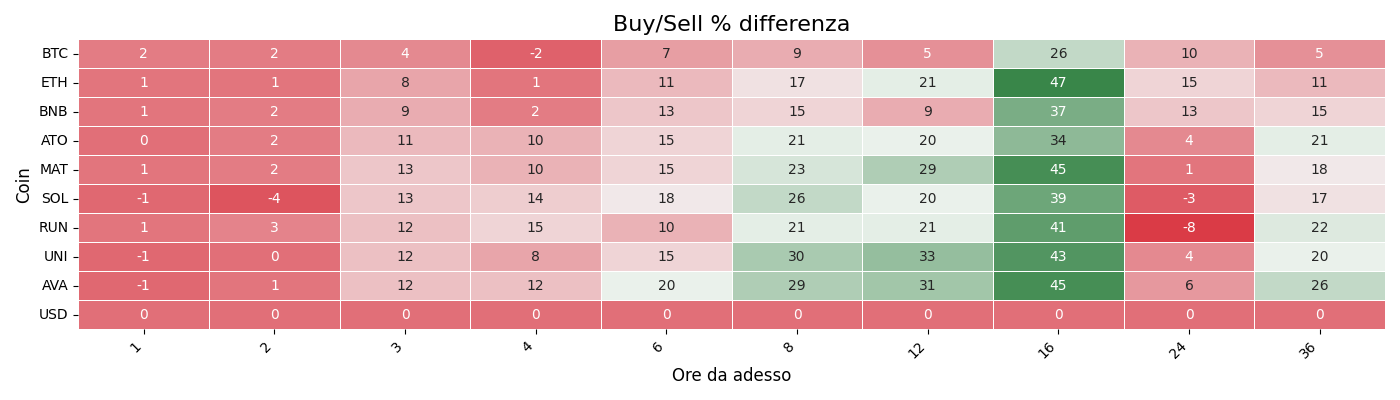 Buy/Sell % differenza
Coin
BTC 2 2 4 -2 7 9 5 26 10 5
ETH 1 1 8 1 11 17 21 47 15 11
BNB 1 2 9 2 13 15 9 37 13 15
ATO 0 2 11 10 15 21 20 34 4 21
MAT 1 2 13 10 15 23 29 45 1 18
SOL -1 -4 13 14 18 26 20 39 -3 17
RUN 1 3 12 15 10 21 21 41 -8 22
UNI -1 0 12 8 15 30 33 43 4 20
AVA -1 1 12 12 20 29 31 45 6 26
USD 0 0 0 0 0 0 0 0 0 0
1 2 3 4 6 8 12 16 24 36
Ore da adesso